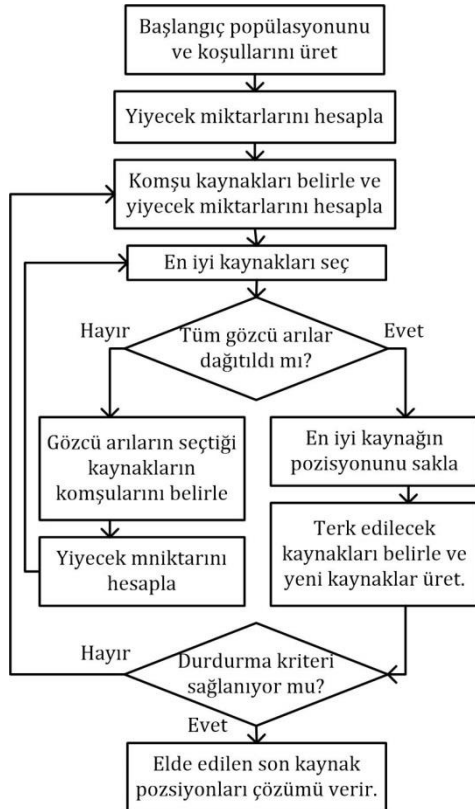 Başlangıç popülasyonunu
ve koşullarını üret
Yiyecek miktarlarını hesapla
Komşu kaynakları belirle ve
yiyecek miktarlarını hesapla
En iyi kaynakları seç
Hayır
Tüm gözcü arılar
dağıtıldı mı?
Evet
Gözcü arıların seçtiği
kaynakların
komşularını belirle
Yiyecek mniktarını
hesapla
En iyi kaynağın
pozisyonunu sakla
Terk edilecek
kaynakları belirle ve
yeni kaynaklar üret.
Hayır
Durdurma kriteri
sağlanıyor mu?
Evet
Elde edilen son kaynak
pozsiyonları çözümü verir.